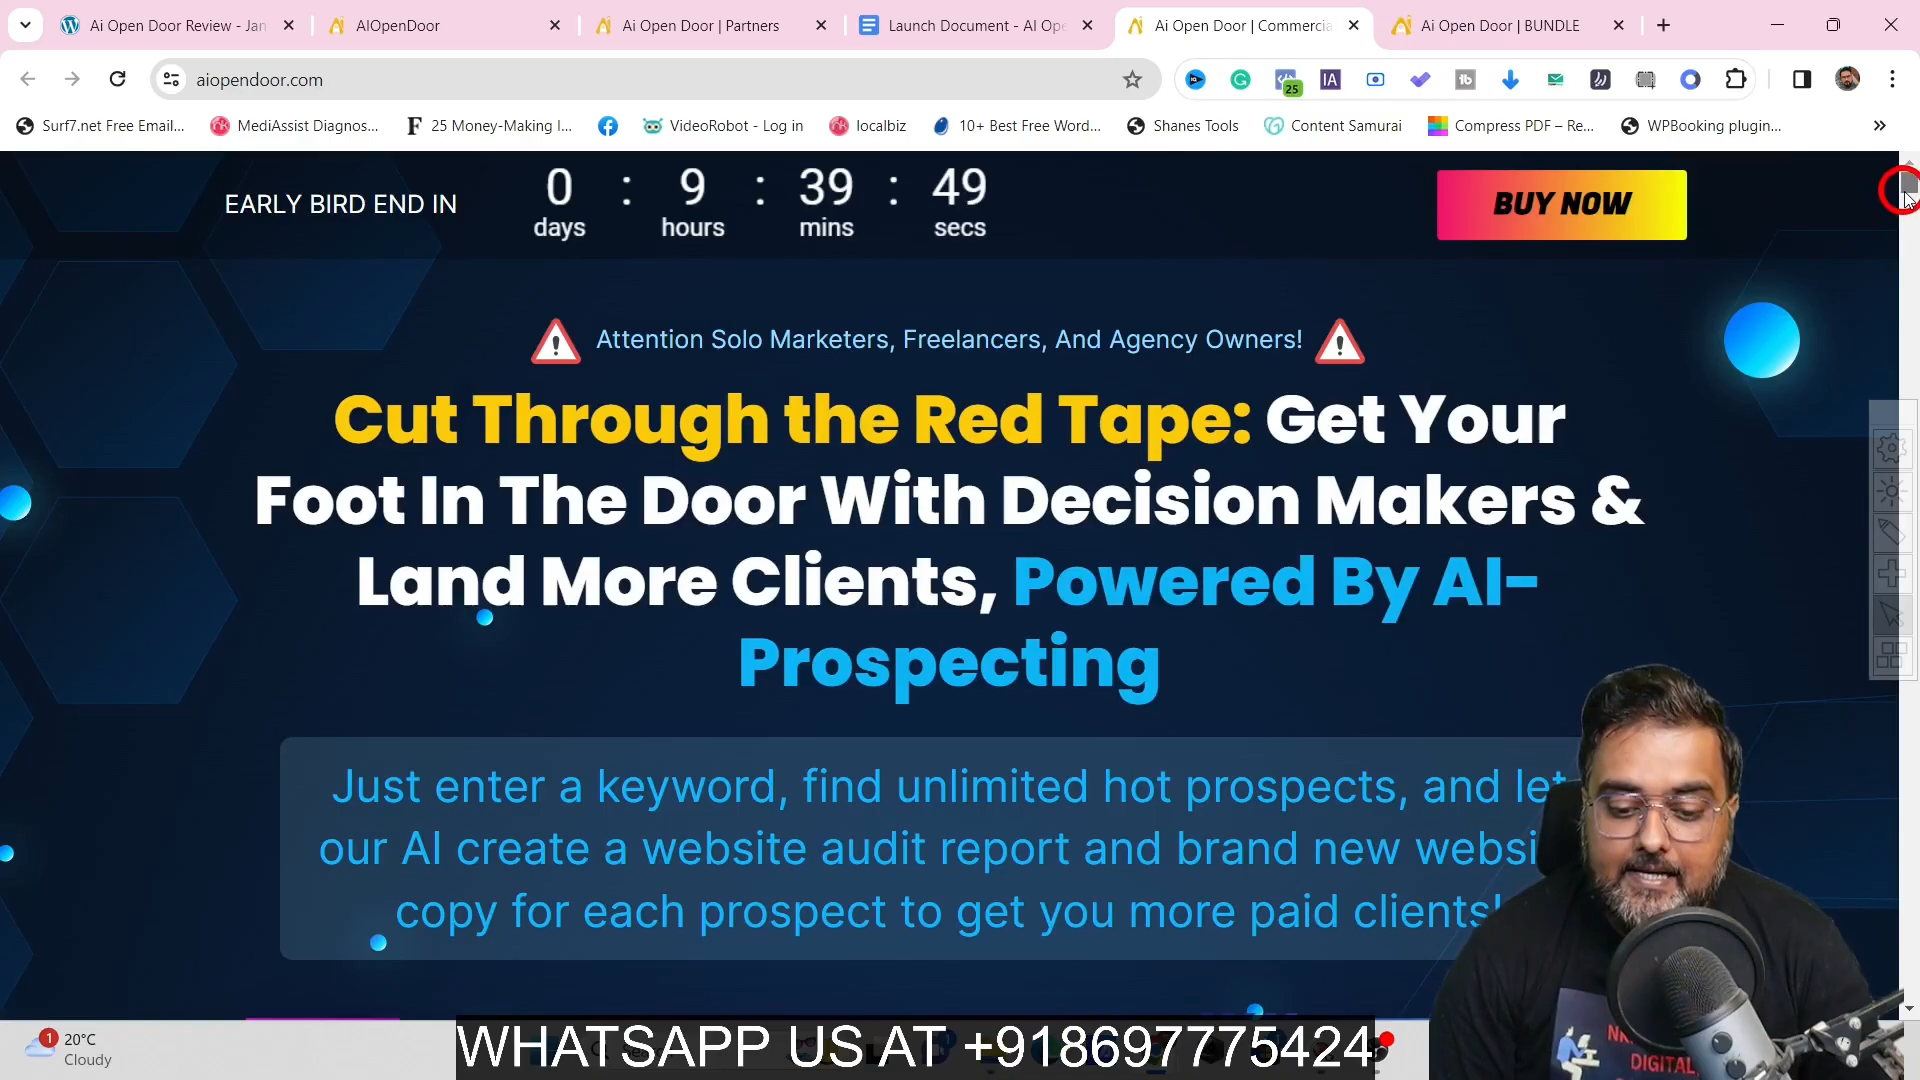 Ai Open Door Review - Jan
AIOpenDoor
Ai Open Door | Partners
Launch Document - AI Ope
Ai Open Door | Commercia
Ai Open Door | BUNDLE
aiopendoor.com
25
IA
Surf7.net Free Email...
MediAssist Diagnos...
25 Money-Making I...
VideoRobot - Log in
localbiz
10+ Best Free Word...
Shanes Tools
Content Samurai
Compress PDF – Re...
WPBooking plugin...
EARLY BIRD END IN
0 : 9 : 39 : 49
days hours mins secs
BUY NOW
Attention Solo Marketers, Freelancers, And Agency Owners!
Cut Through the Red Tape: Get Your
Foot In The Door With Decision Makers &
Land More Clients, Powered By AI-
Prospecting
Just enter a keyword, find unlimited hot prospects, and let
our AI create a website audit report and brand new websi
copy for each prospect to get you more paid clients!
1
20°C
Cloudy
WHATSAPP US AT +918697775424
DIGITAL